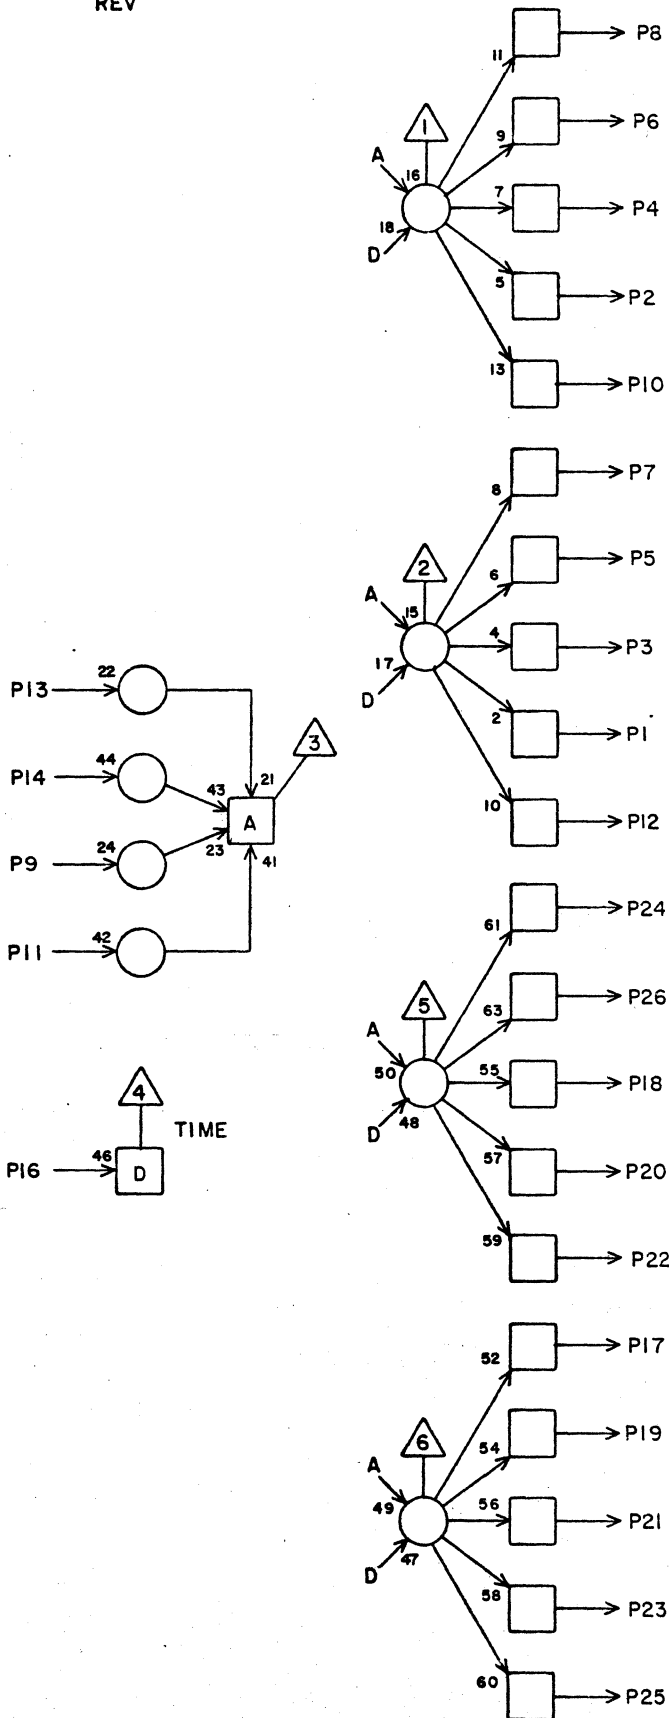 REV
11
P8
1
9
P6
A
16
7
P4
18
D
5
P2
13
P10
8
P7
2
6
P5
A
15
4
P3
17
D
2
P1
10
P12
P13
22
3
P14
44
43
21
A
P9
24
23
41
P11
42
61
P24
5
63
P26
A
50
55
P18
D
48
57
P20
59
P22
4
TIME
P16
46
D
52
P17
6
54
P19
A
49
56
P21
D
47
58
P23
60
P25